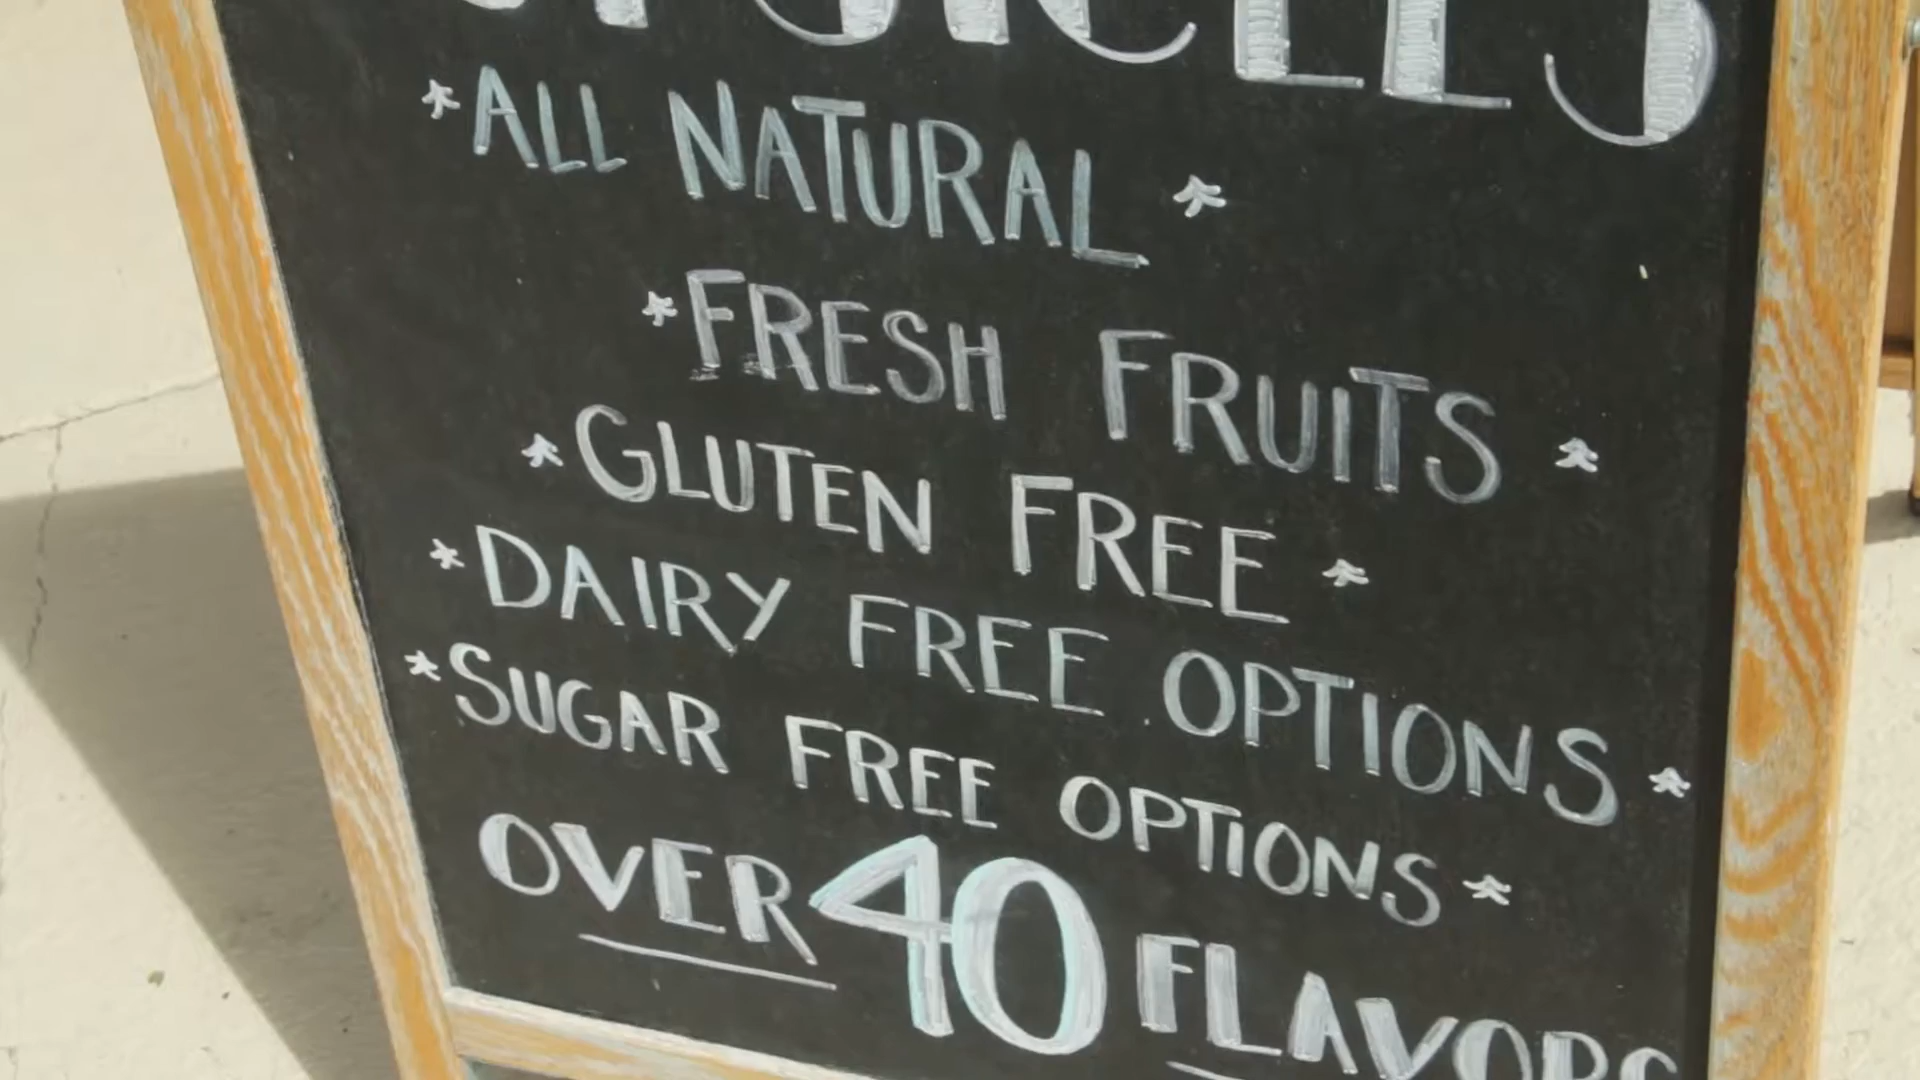 *ALL NATURAL*
*FRESH FRUITS*
*GLUTEN FREE*
*DAIRY FREE OPTIONS*
*SUGAR FREE OPTIONS*
OVER 40 FLAVORS